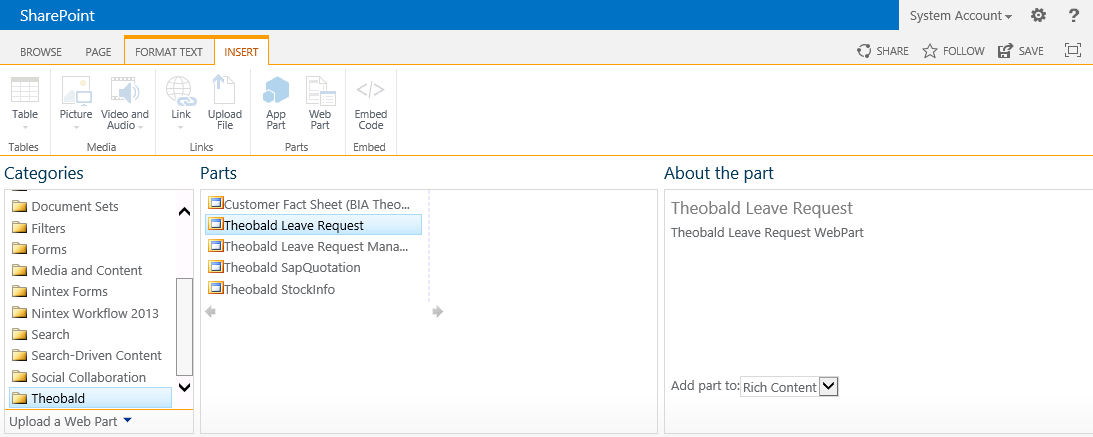 SharePoint
System Account
?
BROWSE PAGE FORMAT TEXT INSERT
SHARE FOLLOW SAVE
Table Picture Video and Audio Link Upload File App Part Web Part Embed Code
Tables Media Links Parts Embed
Categories
Document Sets
Filters
Forms
Media and Content
Nintex Forms
Nintex Workflow 2013
Search
Search-Driven Content
Social Collaboration
Theobald
Upload a Web Part
Parts
Customer Fact Sheet (BIA Theo...
Theobald Leave Request
Theobald Leave Request Mana...
Theobald SapQuotation
Theobald StockInfo
About the part
Theobald Leave Request
Theobald Leave Request WebPart
Add part to: Rich Content